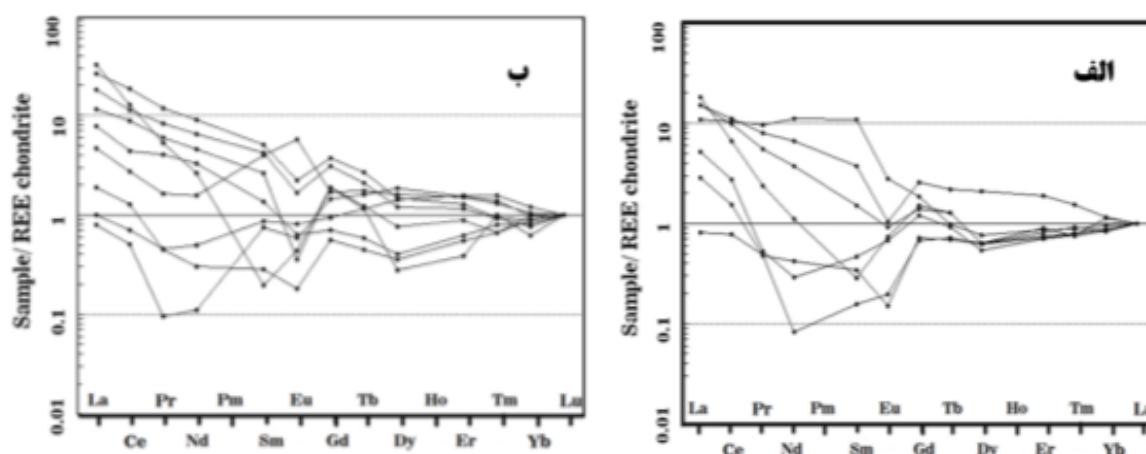 ب
100
10
1
0.1
0.01
Sample/ REE chondrite
La Pr Pm Eu Tb Ho Tm Lu
Ce Nd Sm Gd Dy Er Yb
الف
100
10
1
0.1
0.01
Sample/ REE chondrite
La Pr Pm Eu Tb Ho Tm L
Ce Nd Sm Gd Dy Er Yb